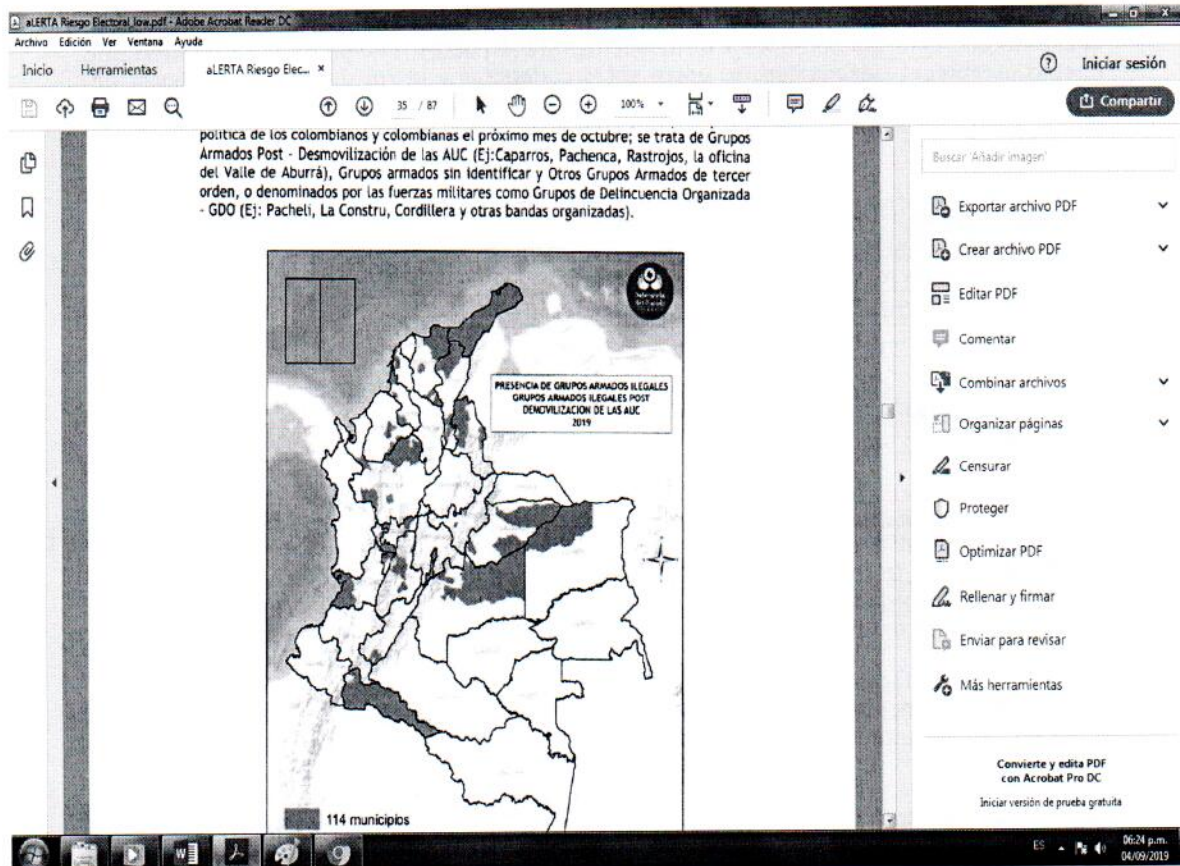 aLERTA Riesgo Electoral_low.pdf - Adobe Acrobat Reader DC
Archivo Edición Ver Ventana Ayuda
Inicio Herramientas aLERTA Riesgo Elec... × Iniciar sesión
35 / 87 100% Compartir
política de los colombianos y colombianas el próximo mes de octubre; se trata de Grupos
Armados Post - Desmovilización de las AUC (Ej:Caparros, Pachenca, Rastrojos, la oficina
del Valle de Aburrá), Grupos armados sin identificar y Otros Grupos Armados de tercer
orden, o denominados por las fuerzas militares como Grupos de Delincuencia Organizada
- GDO (Ej: Pacheli, La Constru, Cordillera y otras bandas organizadas).
PRESENCIA DE GRUPOS ARMADOS ILEGALES
GRUPOS ARMADOS ILEGALES POST
DEMOVILIZACION DE LAS AUC
2019
114 municipios
Buscar 'Añadir imagen'
Exportar archivo PDF
Crear archivo PDF
Editar PDF
Comentar
Combinar archivos
Organizar páginas
Censurar
Proteger
Optimizar PDF
Rellenar y firmar
Enviar para revisar
Más herramientas
Convierte y edita PDF
con Acrobat Pro DC
Iniciar versión de prueba gratuita
ES 06:24 p.m.
04/09/2019